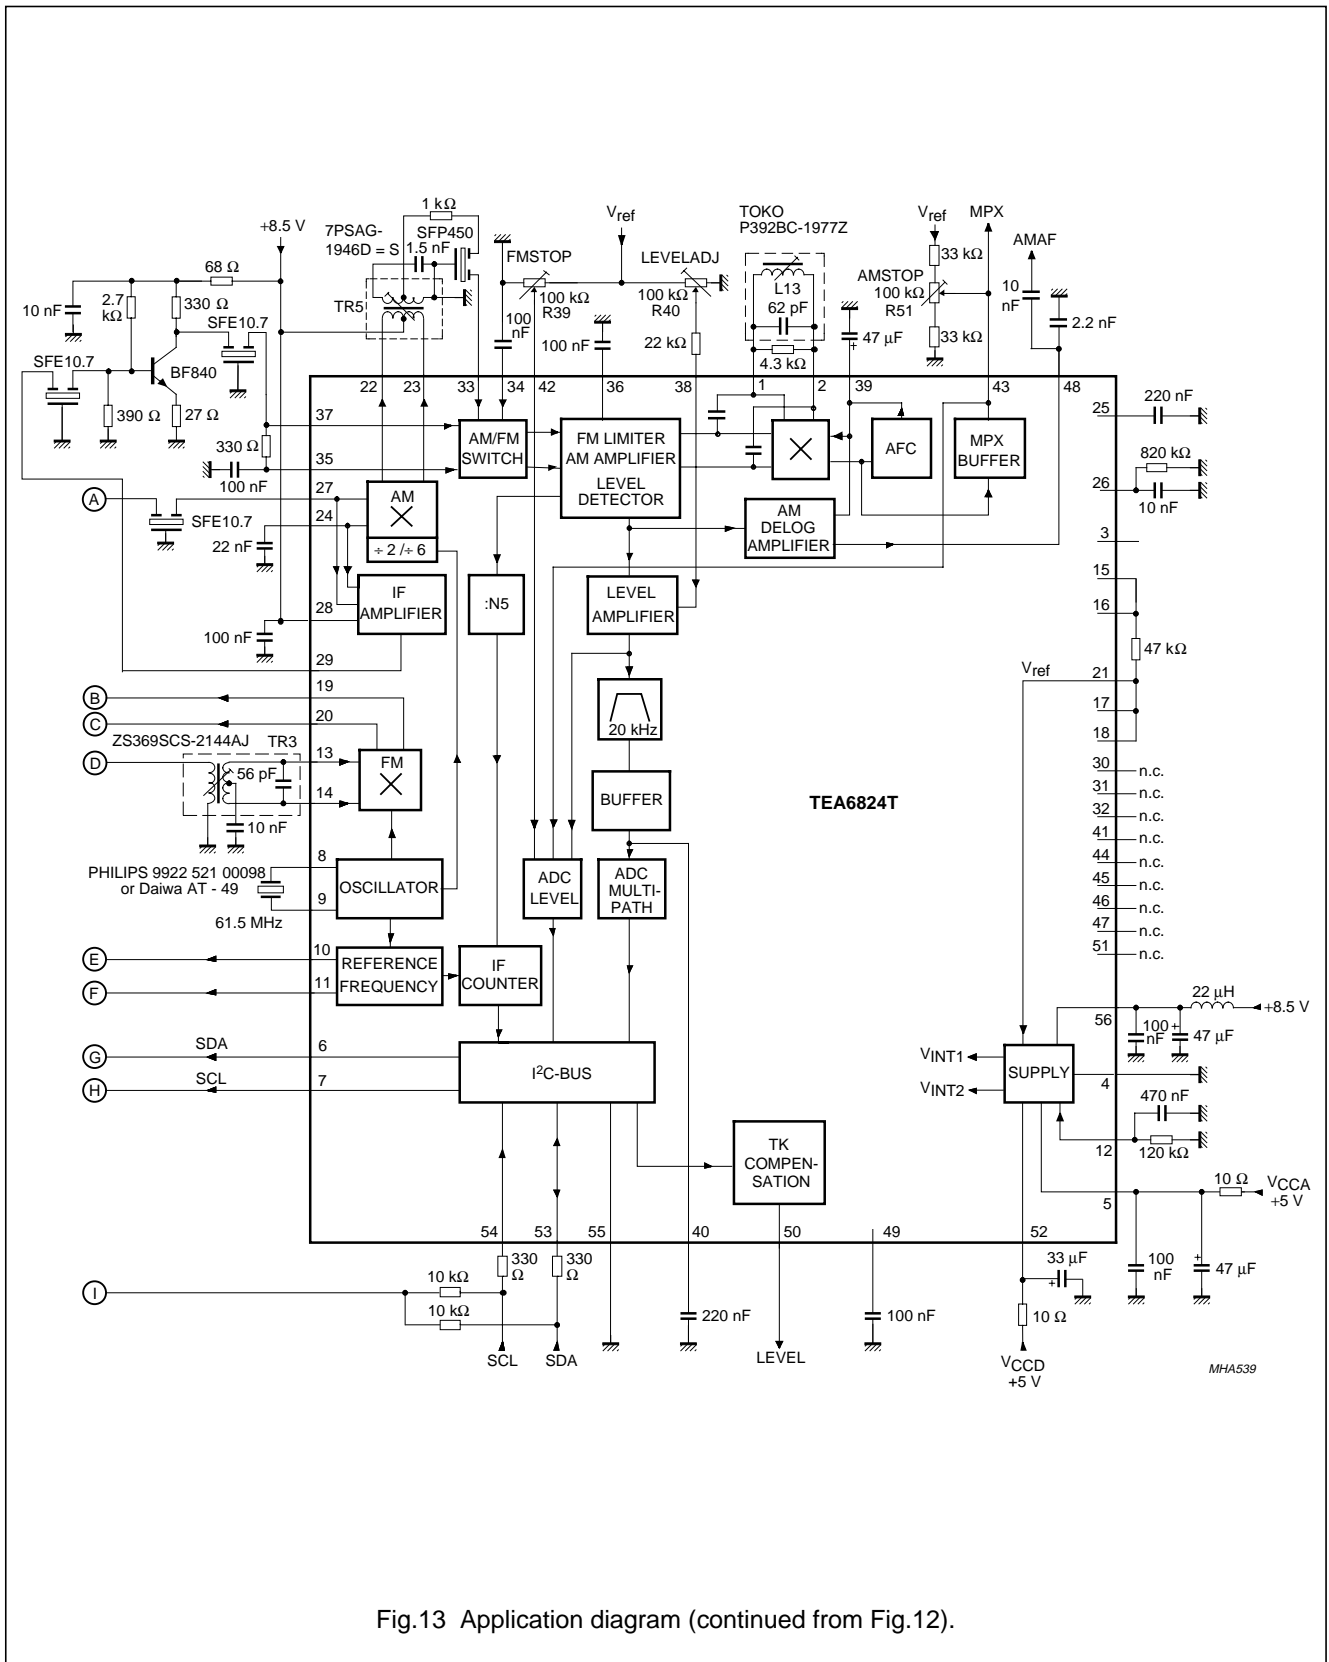 1 kΩ
+8.5 V
7PSAG-
1946D = S
SFP450
1.5 nF
Vref
TOKO
P392BC-1977Z
Vref
MPX
AMAF
FMSTOP
LEVELADJ
33 kΩ
68 Ω
10 nF
2.7
kΩ
330 Ω
SFE10.7
TR5
100 kΩ
R39
100 kΩ
R40
L13
62 pF
AMSTOP
100 kΩ
R51
10
nF
2.2 nF
SFE10.7
BF840
100
nF
100 nF
22 kΩ
4.3 kΩ
47 µF
33 kΩ
390 Ω
27 Ω
330 Ω
100 nF
22
23
33
34
42
36
38
1
2
39
43
48
37
35
25
220 nF
26
820 kΩ
10 nF
AM/FM
SWITCH
FM LIMITER
AM AMPLIFIER
LEVEL
DETECTOR
AFC
MPX
BUFFER
A
SFE10.7
27
24
22 nF
AM
÷ 2 /÷ 6
AM
DELOG
AMPLIFIER
3
15
16
47 kΩ
28
100 nF
29
IF
AMPLIFIER
:N5
LEVEL
AMPLIFIER
Vref
21
17
18
B
19
C
20
20 kHz
ZS369SCS-2144AJ
TR3
D
13
56 pF
14
10 nF
FM
BUFFER
TEA6824T
30
n.c.
31
n.c.
32
n.c.
41
n.c.
44
n.c.
45
n.c.
46
n.c.
47
n.c.
51
n.c.
PHILIPS 9922 521 00098
or Daiwa AT - 49
61.5 MHz
8
9
OSCILLATOR
ADC
LEVEL
ADC
MULTI-
PATH
E
10
F
11
REFERENCE
FREQUENCY
IF
COUNTER
22 µH
+8.5 V
56
100
nF
+
47 µF
G
SDA
6
H
SCL
7
I2C-BUS
VINT1
VINT2
SUPPLY
4
470 nF
12
120 kΩ
TK
COMPEN-
SATION
5
10 Ω
VCCA
+5 V
100
nF
+
47 µF
54
53
55
40
50
49
52
330
Ω
330
Ω
33 µF
+
I
10 kΩ
10 kΩ
220 nF
100 nF
10 Ω
SCL
SDA
LEVEL
VCCD
+5 V
MHA539
Fig.13 Application diagram (continued from Fig.12).